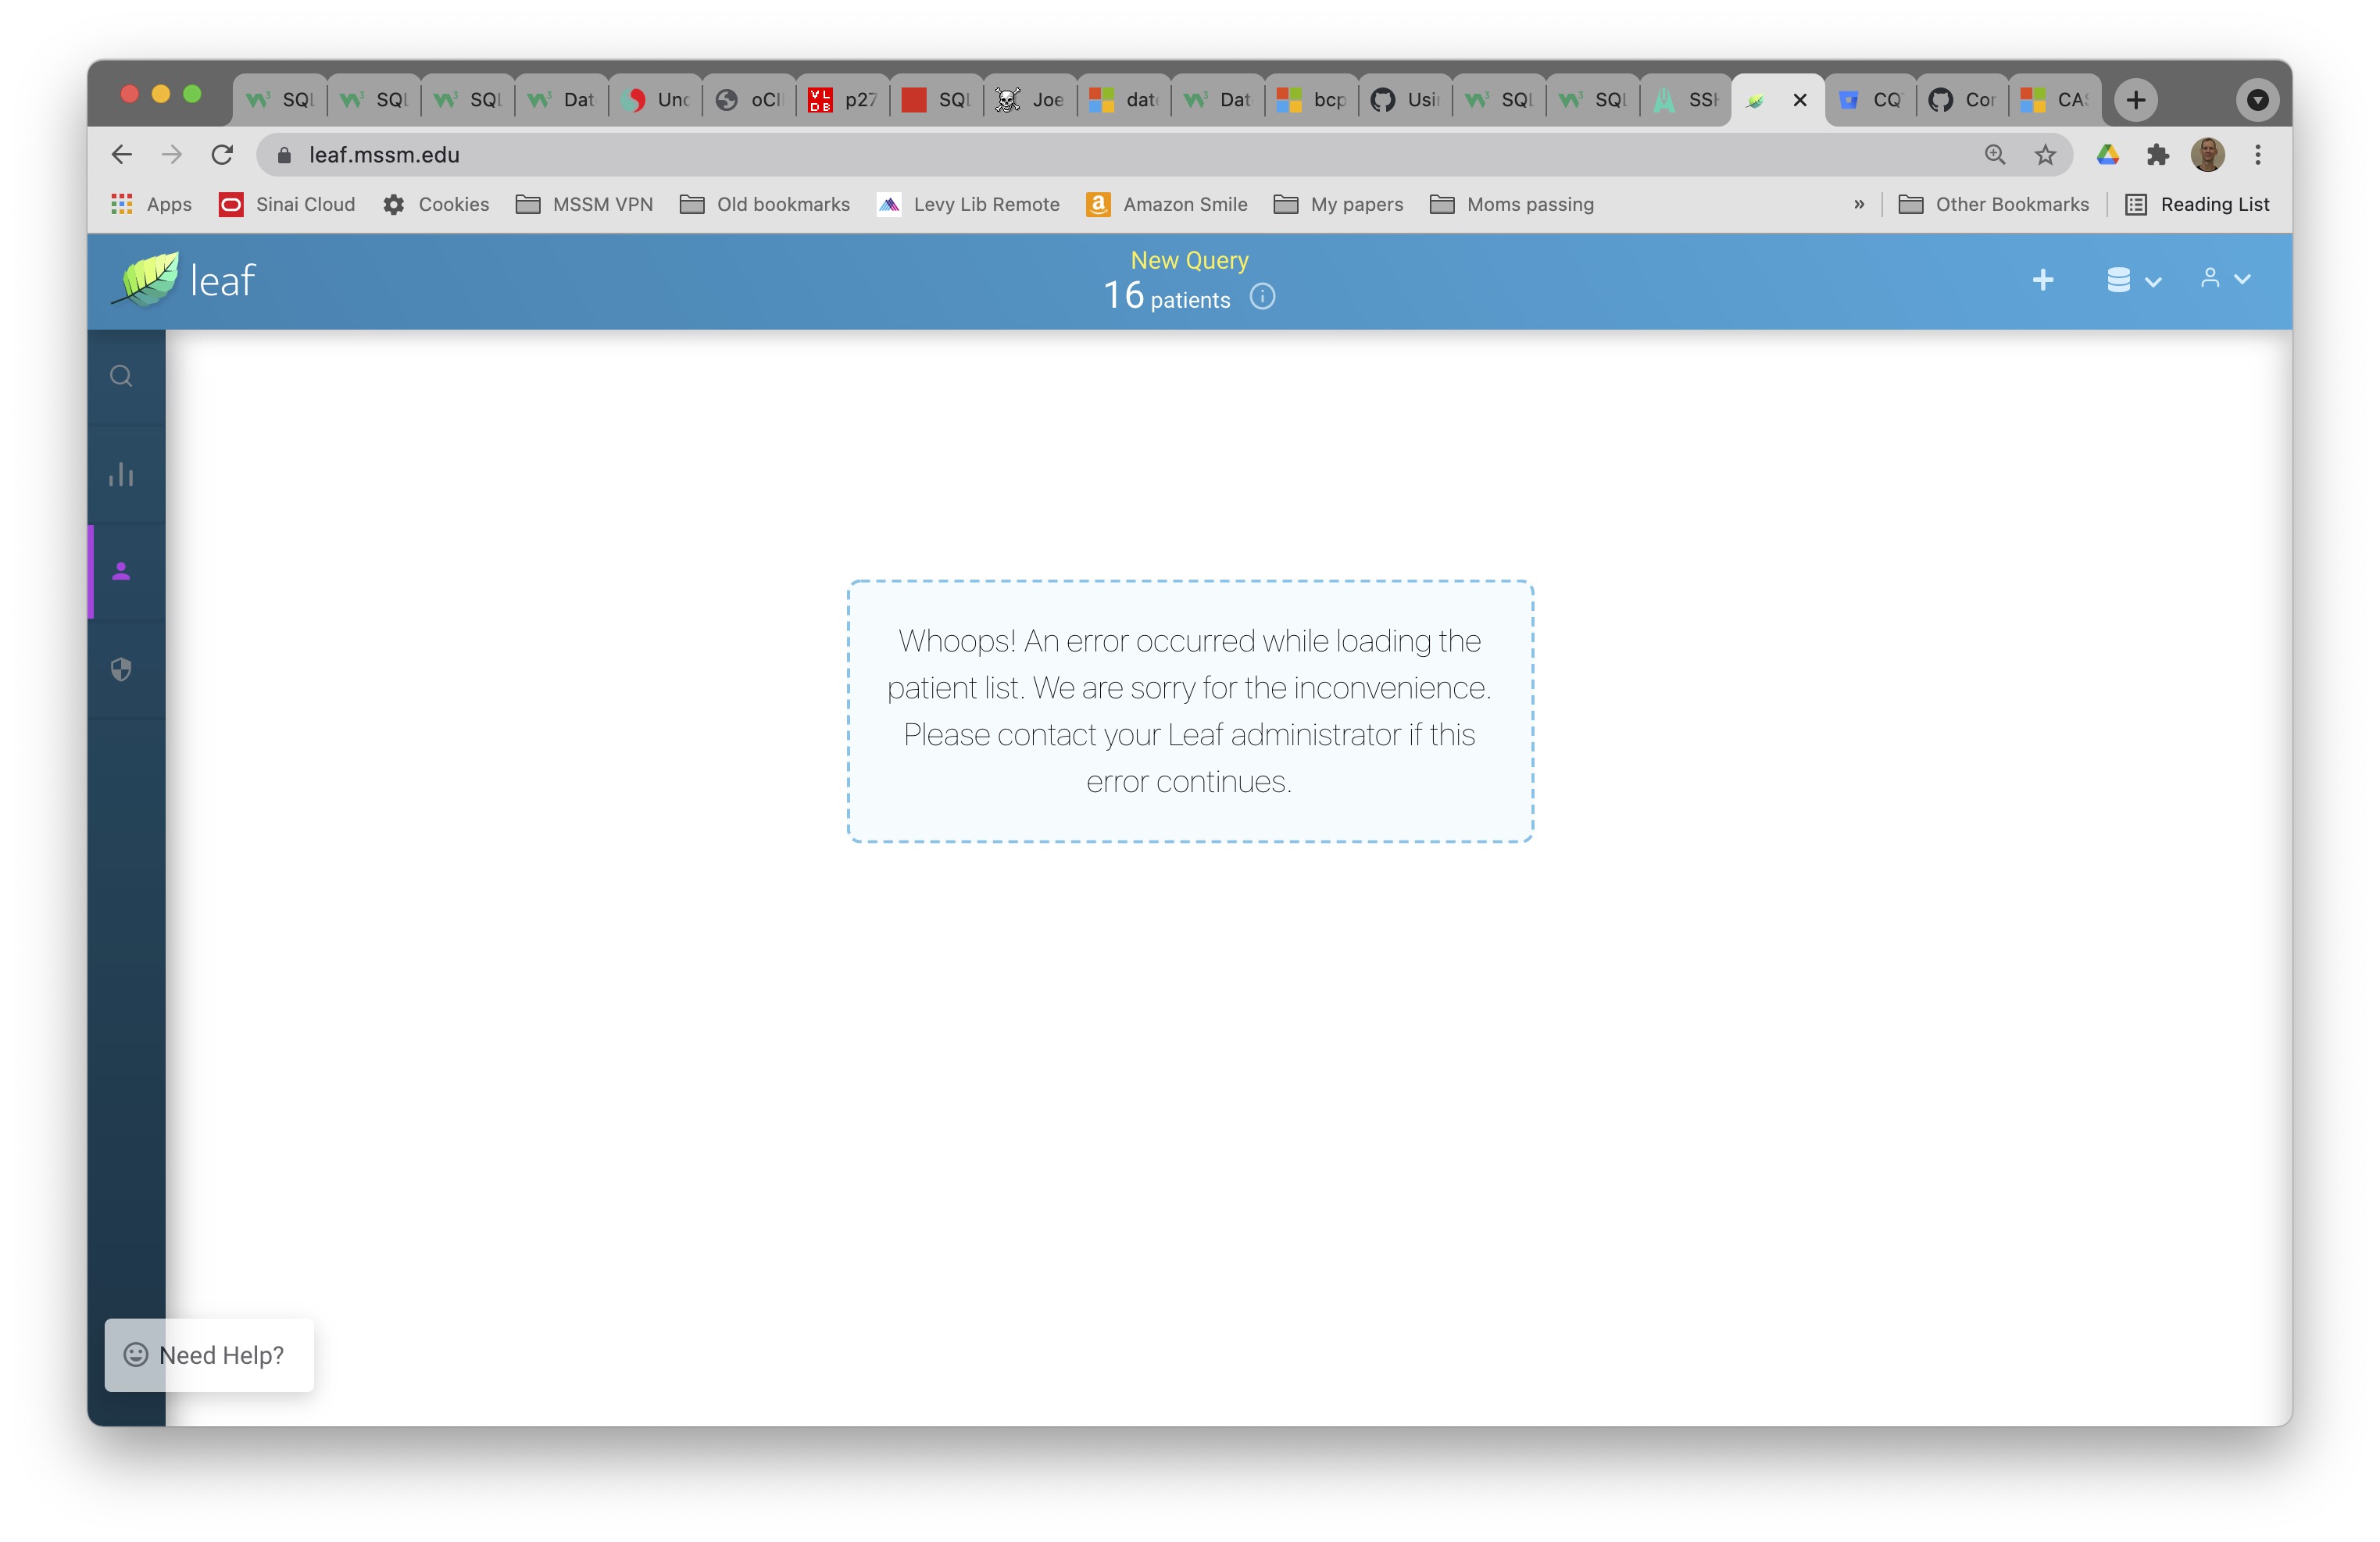 SQL
SQL
SQL
Dat
Unc
oCl
VLDB
p27
SQL
Joe
dat
Dat
bcp
Usi
SQL
SQL
SSH
CQ
Cor
CAS
leaf.mssm.edu
Apps
Sinai Cloud
Cookies
MSSM VPN
Old bookmarks
Levy Lib Remote
Amazon Smile
My papers
Moms passing
»
Other Bookmarks
Reading List
leaf
New Query
16 patients
Whoops! An error occurred while loading the
patient list. We are sorry for the inconvenience.
Please contact your Leaf administrator if this
error continues.
Need Help?